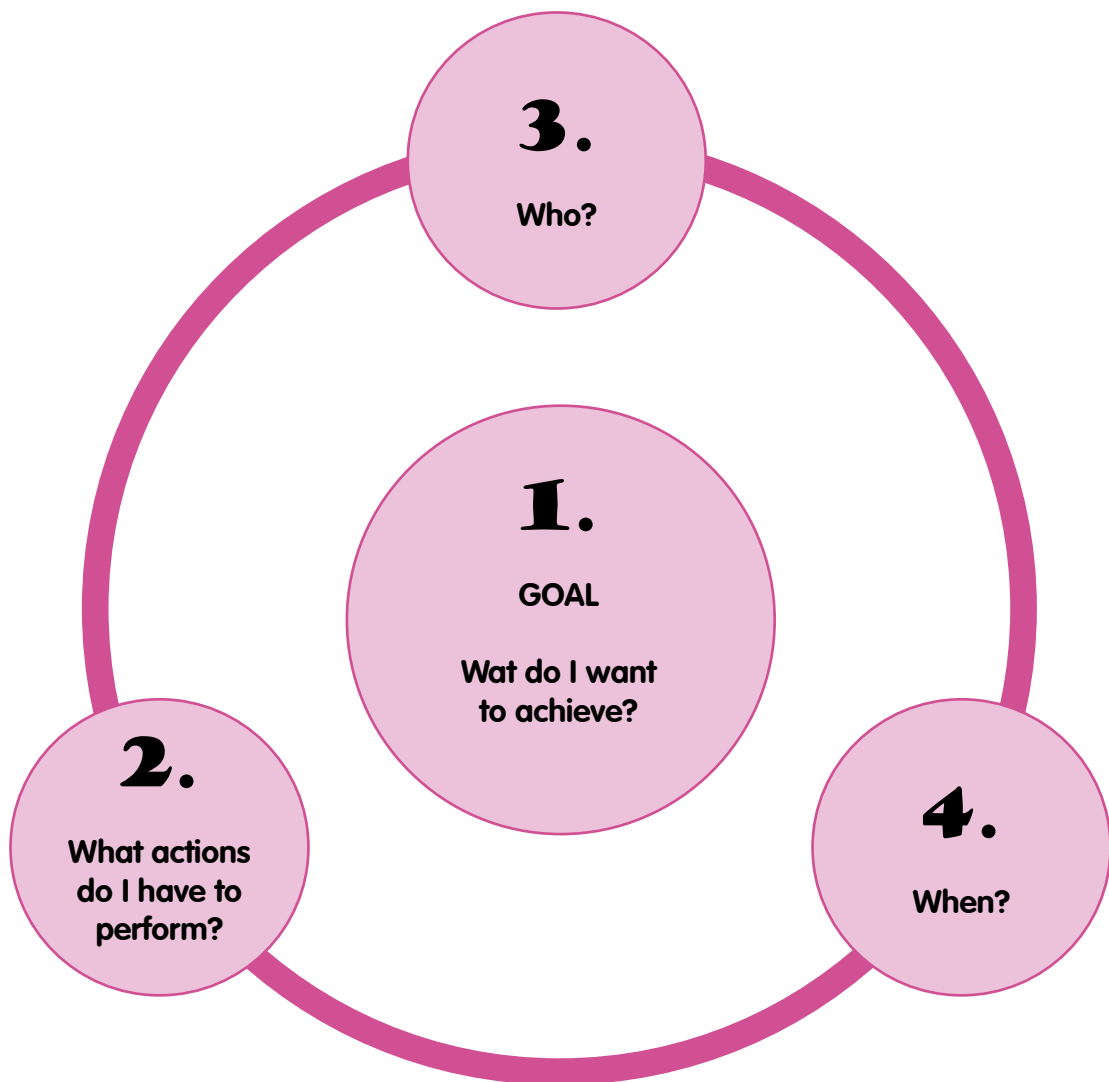 3.
Who?
1.
GOAL
Wat do I want
to achieve?
2.
What actions
do I have to
perform?
4.
When?